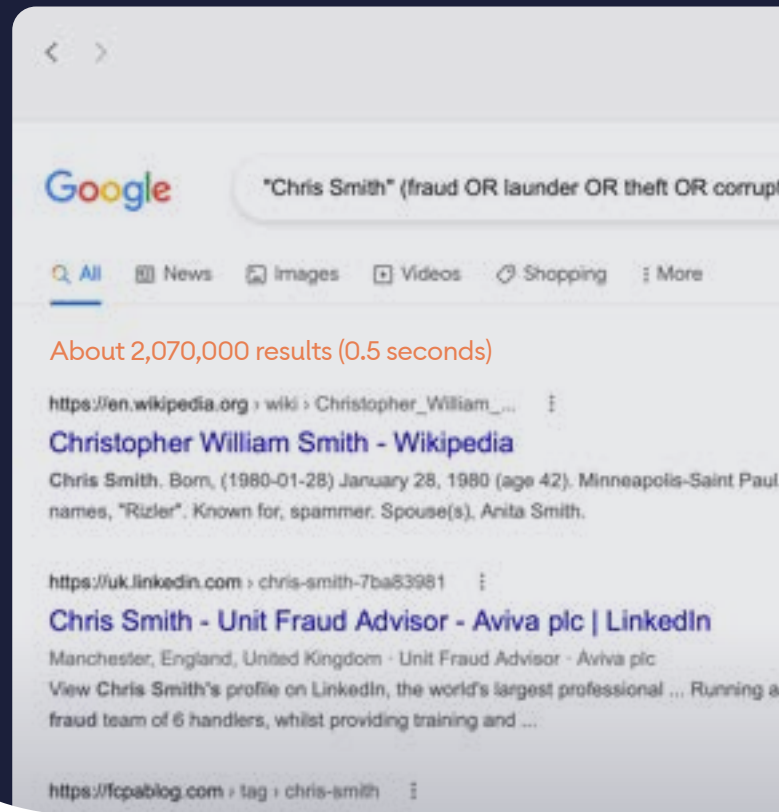 Google
"Chris Smith" (fraud OR launder OR theft OR corrupt
All News Images Videos Shopping More
About 2,070,000 results (0.5 seconds)
https://en.wikipedia.org › wiki › Christopher_William_...
Christopher William Smith - Wikipedia
Chris Smith. Born, (1980-01-28) January 28, 1980 (age 42). Minneapolis-Saint Paul
names, "Rizler". Known for, spammer. Spouse(s), Anita Smith.
https://uk.linkedin.com › chris-smith-7ba83981
Chris Smith - Unit Fraud Advisor - Aviva plc | LinkedIn
Manchester, England, United Kingdom · Unit Fraud Advisor · Aviva plc
View Chris Smith's profile on LinkedIn, the world's largest professional ... Running a
fraud team of 6 handlers, whilst providing training and ...
https://fcpablog.com › tag › chris-smith